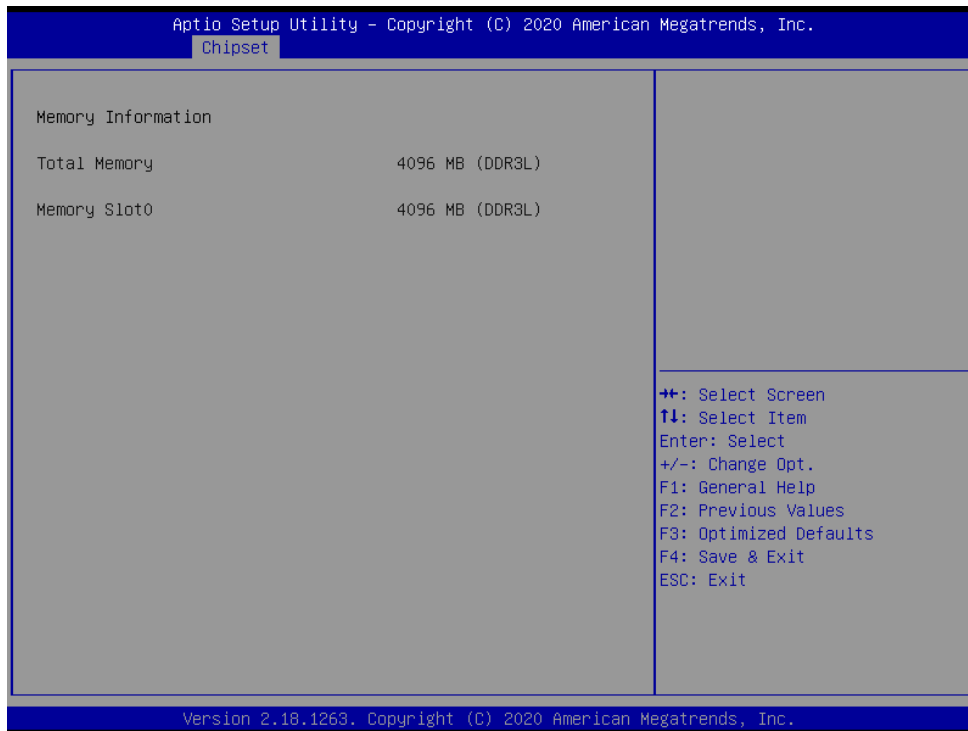 Aptio Setup Utility – Copyright (C) 2020 American Megatrends, Inc.
Chipset
Memory Information
Total Memory 4096 MB (DDR3L)
Memory Slot0 4096 MB (DDR3L)
→←: Select Screen
↑↓: Select Item
Enter: Select
+/-: Change Opt.
F1: General Help
F2: Previous Values
F3: Optimized Defaults
F4: Save & Exit
ESC: Exit
Version 2.18.1263. Copyright (C) 2020 American Megatrends, Inc.